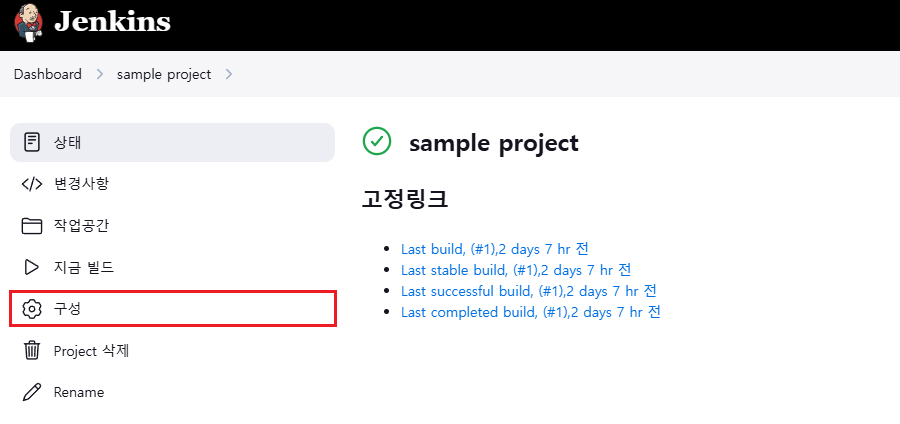 Jenkins
Dashboard
sample project
상태
변경사항
작업공간
지금 빌드
구성
Project 삭제
Rename
sample project
고정링크
Last build, (#1),2 days 7 hr 전
Last stable build, (#1),2 days 7 hr 전
Last successful build, (#1),2 days 7 hr 전
Last completed build, (#1),2 days 7 hr 전